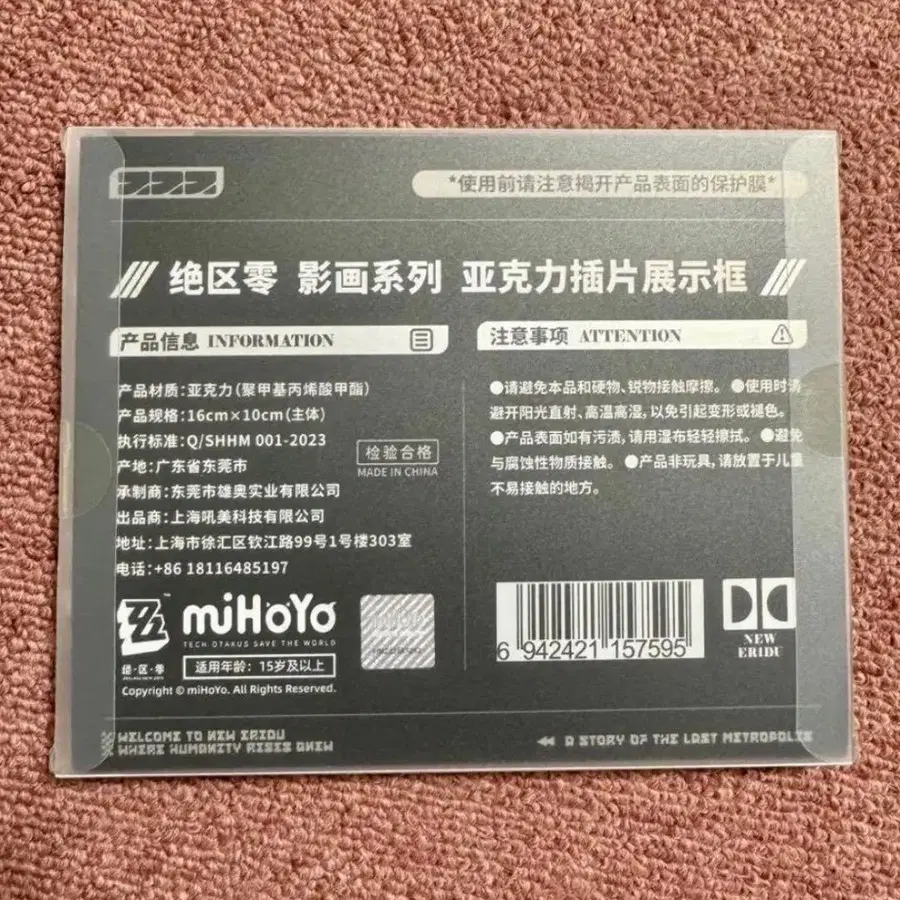 *使用前请注意揭开产品表面的保护膜*
绝区零 影画系列 亚克力插片展示框
产品信息 INFORMATION
产品材质：亚克力（聚甲基丙烯酸甲酯）
产品规格：16cm×10cm（主体）
执行标准：Q/SHHM 001-2023
产地：广东省东莞市
承制商：东莞市雄奥实业有限公司
出品商：上海吼美科技有限公司
地址：上海市徐汇区钦江路99号1号楼303室
电话：+86 18116485197
检验合格
MADE IN CHINA
注意事项 ATTENTION
●请避免本品和硬物、锐物接触摩擦。 ●使用时请
避开阳光直射、高温高湿，以免引起变形或褪色。
●产品表面如有污渍，请用湿布轻轻擦拭。 ●避免
与腐蚀性物质接触。 ●产品非玩具，请放置于儿童
不易接触的地方。
绝·区·零
miHoYo
TECH OTAKUS SAVE THE WORLD
适用年龄：15岁及以上
Copyright © miHoYo. All Rights Reserved.
miHoYo
6 942421 157595
NEW
ERIDU
WELCOME TO NEW ERIDU
WHERE HUMANITY RISES ANEW
A STORY OF THE LAST METROPOLIS